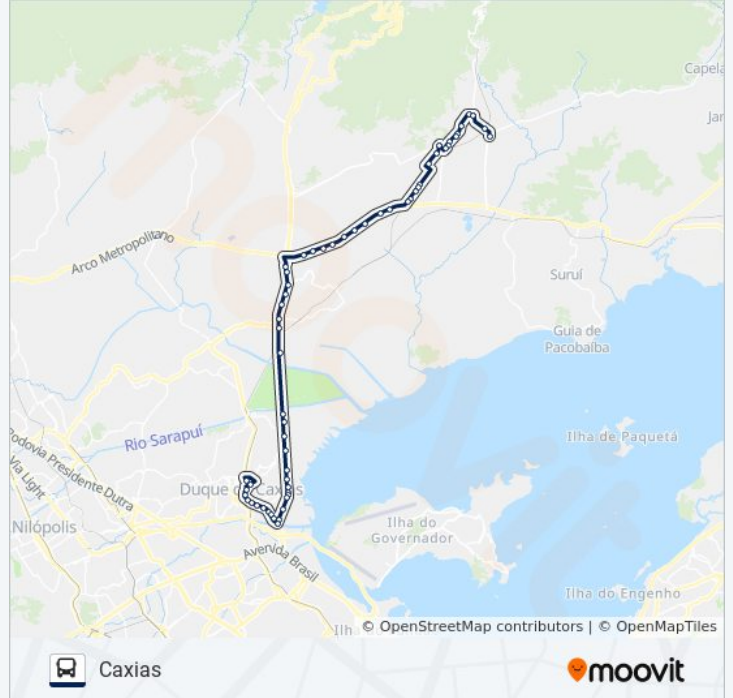 Capela
Jar
Arco Metropolitano
Suruí
Guia de
Pacobaíba
Ilha de Paquetá
Rio Sarapuí
Rodovia Presidente Dutra
Via Light
Duque de Caxias
Nilópolis
Ilha do
Governador
Avenida Brasil
Ilha do Engenho
© OpenStreetMap contributors | © OpenMapTiles
Caxias
moovit